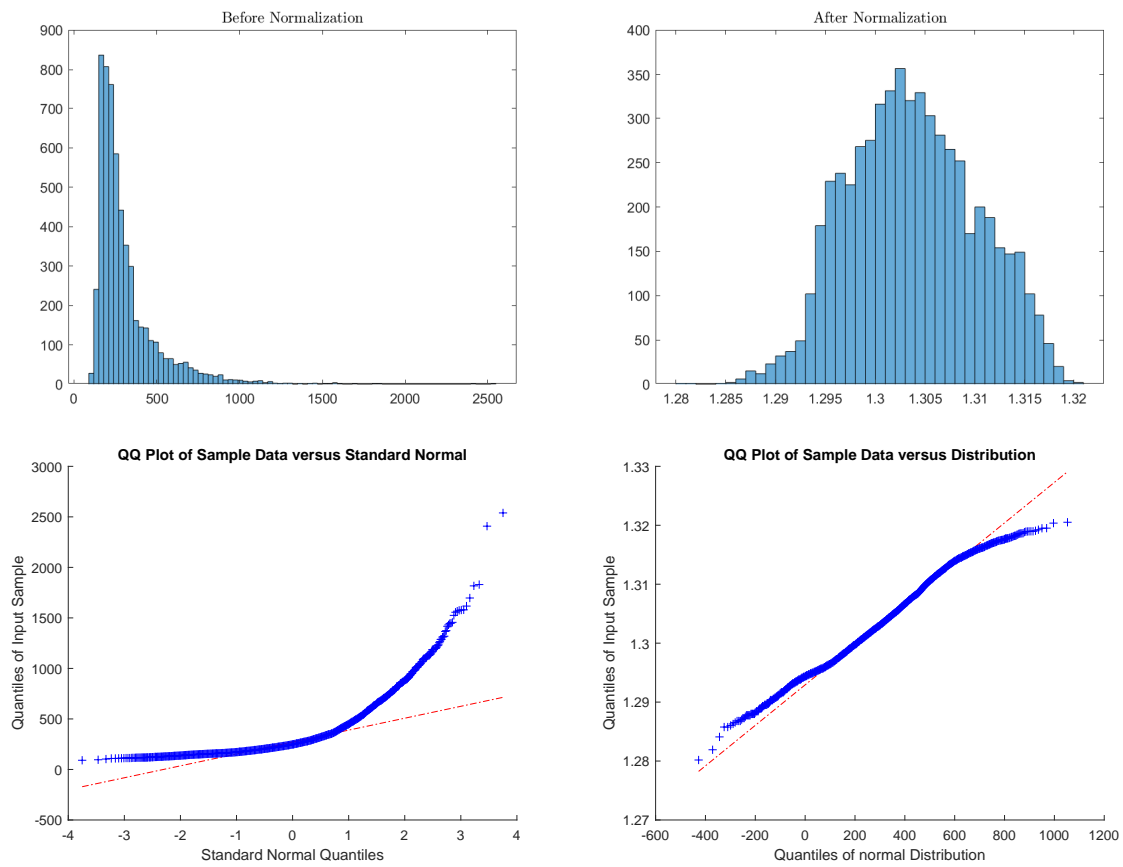 Before Normalization
900
800
700
600
500
400
300
200
100
0
0 500 1000 1500 2000 2500
After Normalization
400
350
300
250
200
150
100
50
0
1.28 1.285 1.29 1.295 1.3 1.305 1.31 1.315 1.32
QQ Plot of Sample Data versus Standard Normal
Quantiles of Input Sample
3000
2500
2000
1500
1000
500
0
-500
-4 -3 -2 -1 0 1 2 3 4
Standard Normal Quantiles
QQ Plot of Sample Data versus Distribution
Quantiles of Input Sample
1.33
1.32
1.31
1.3
1.29
1.28
1.27
-600 -400 -200 0 200 400 600 800 1000 1200
Quantiles of normal Distribution